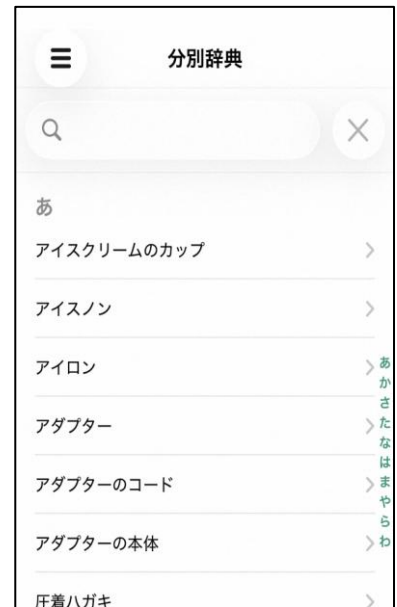 分別辞典
あ
アイスクリームのカップ
アイスノン
アイロン
アダプター
アダプターのコード
アダプターの本体
圧着ハガキ
あ
か
さ
た
な
は
ま
や
ら
わ